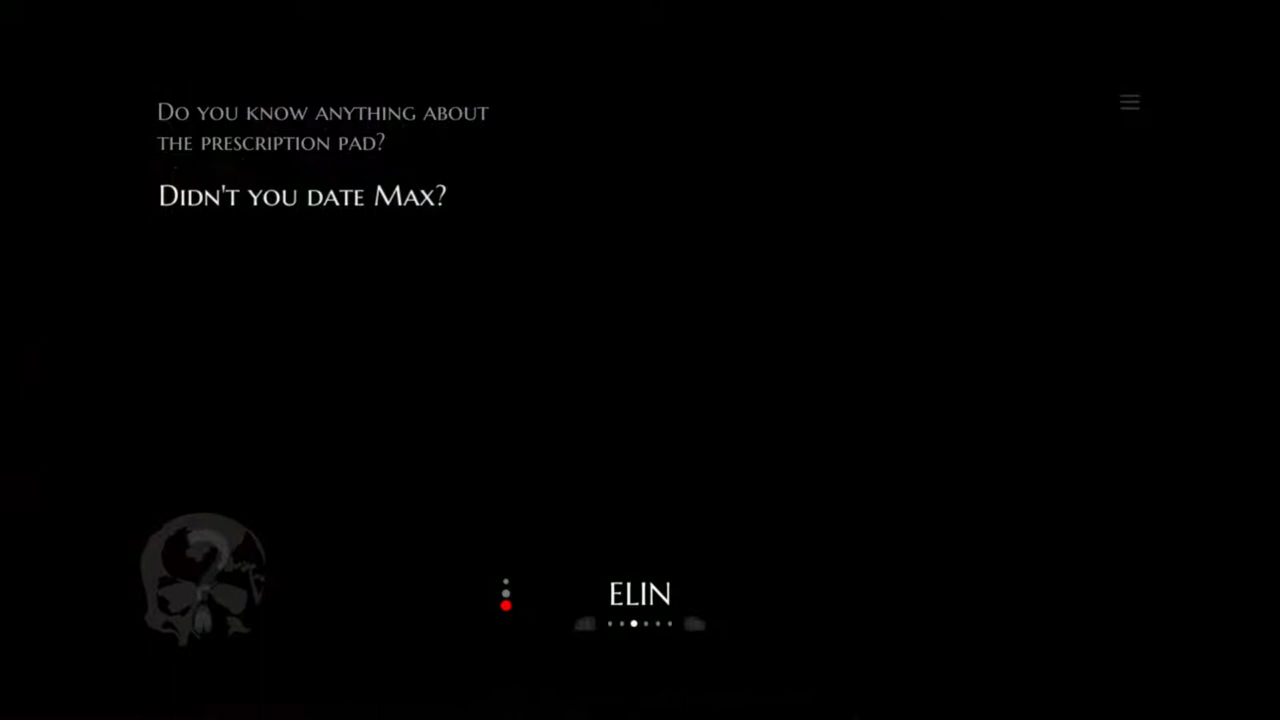 Do you know anything about
the prescription pad?
Didn't you date Max?
ELIN